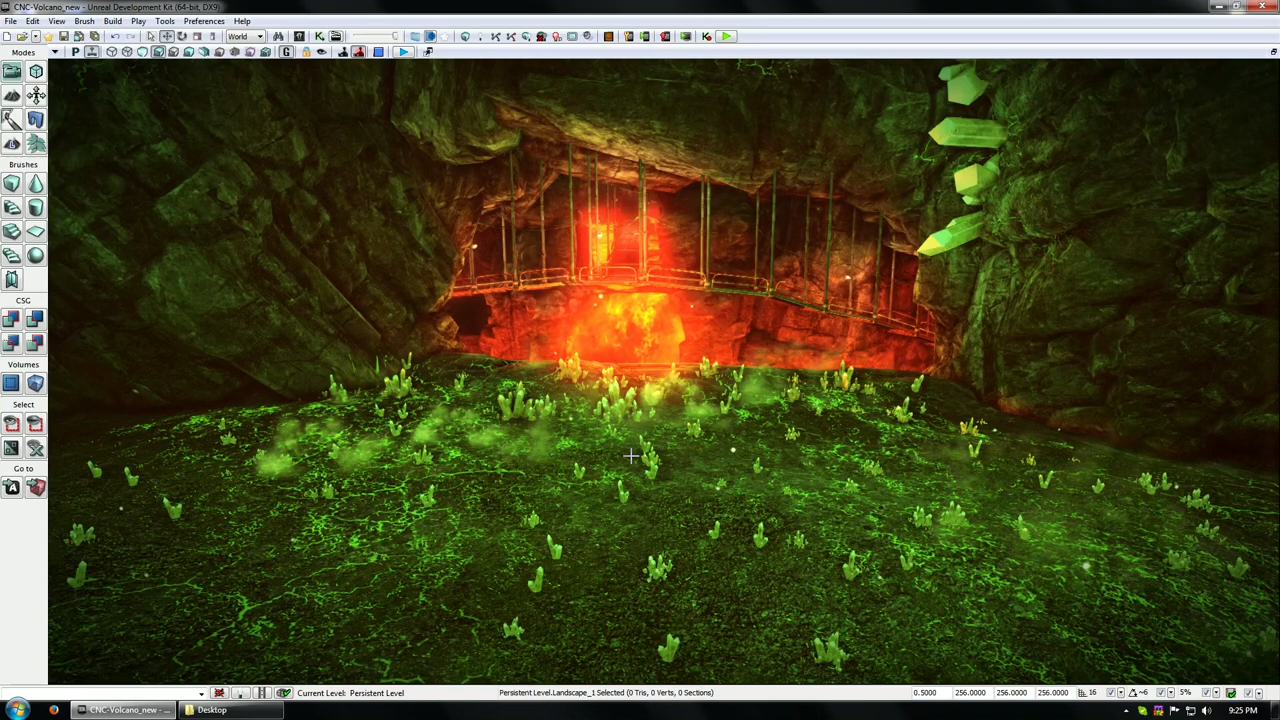 CNC-Volcano_new - Unreal Development Kit (64-bit, DX9)
File Edit View Brush Build Play Tools Preferences Help
World
Modes
P
G
Brushes
CSG
Volumes
Select
Go to
Current Level: Persistent Level
Persistent Level.Landscape_1 Selected (0 Tris, 0 Verts, 0 Sections)
0.5000 256.0000 256.0000 256.0000 16 ~6 5%
CNC-Volcano_new - ...
Desktop
9:25 PM